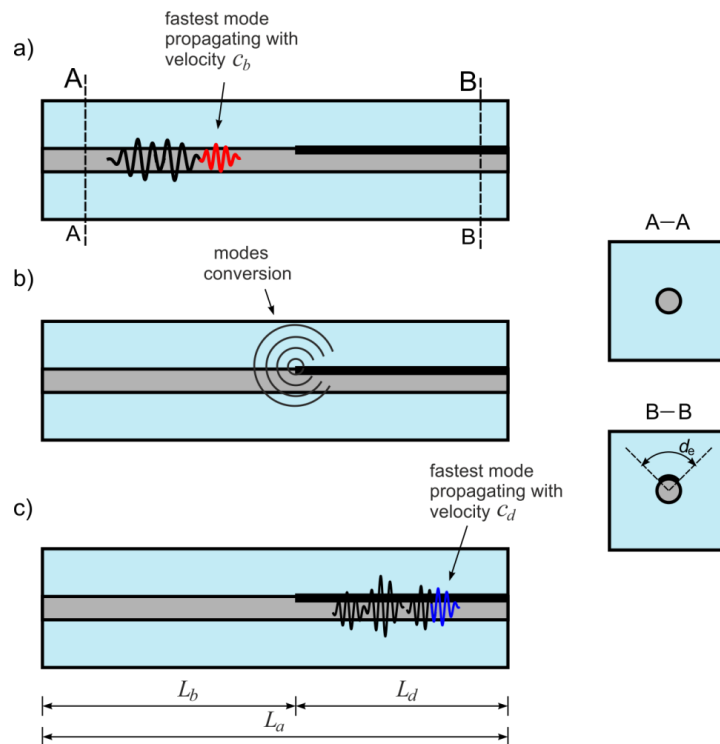 fastest mode
propagating with
velocity c_b
a)
A
B
A
B
A–A
modes
conversion
b)
B–B
d_e
fastest mode
propagating with
velocity c_d
c)
L_b
L_d
L_a